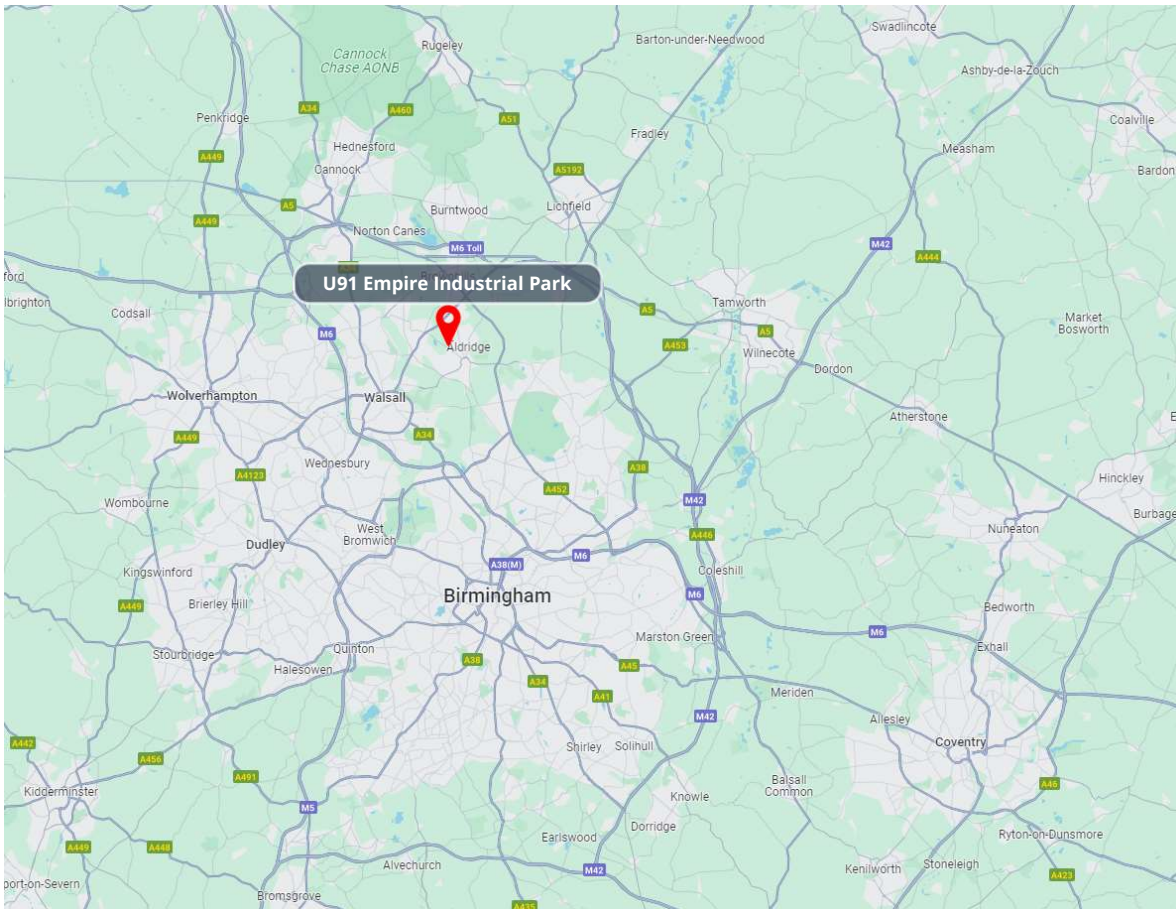 Swadlincote
Cannock
Chase AONB
Rugeley
Barton-under-Needwood
Ashby-de-la-Zouch
A34
A460
A51
Penkridge
Coalville
Fradley
Hednesford
Measham
A449
Cannock
A5192
Bardon
A5
Burntwood
Lichfield
A449
Norton Canes
M6 Toll
M42
A444
U91 Empire Industrial Park
Codsall
Tamworth
A5
Market
Bosworth
M6
A5
Aldridge
A453
Wilnecote
Dordon
Wolverhampton
Walsall
Atherstone
A449
A34
Wednesbury
A38
A4123
A452
Hinckley
Wombourne
M42
Burbage
West
Bromwich
Nuneaton
A446
Dudley
A38(M)
M6
Kingswinford
Coleshill
Birmingham
M6
A449
Brierley Hill
Bedworth
M6
Marston Green
Stourbridge
Quinton
Exhall
Halesowen
A38
A45
A34
Meriden
A41
M42
Allesley
A442
Shirley
Solihull
Coventry
A456
A491
Balsall
Common
A46
Kidderminster
Knowle
M5
Dorridge
Earlswood
Ryton-on-Dunsmore
A449
A448
Alvechurch
M42
Kenilworth
Stoneleigh
A423
port-on-Severn
Bromsgrove
A435